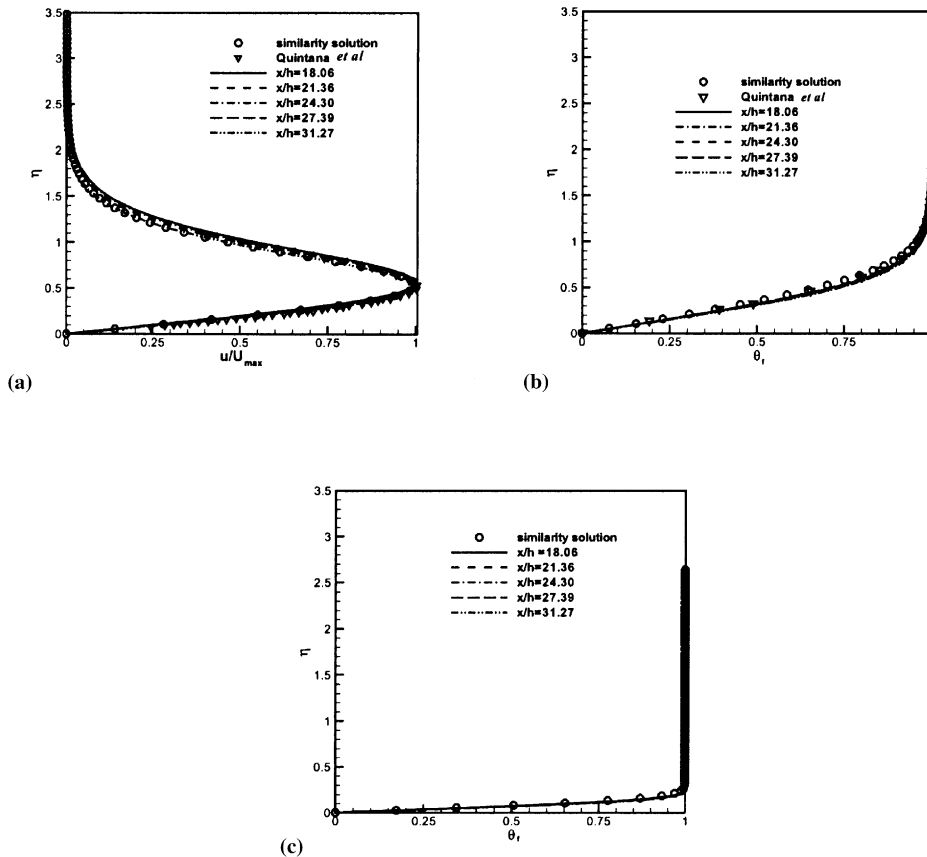 3.5
3
2.5
2
1.5
1
0.5
0
η
similarity solution
Quintana et al
x/h=18.06
x/h=21.36
x/h=24.30
x/h=27.39
x/h=31.27
0 0.25 0.5 0.75 1
u/Umax
(a)
3.5
3
2.5
2
1.5
1
0.5
0
η
similarity solution
Quintana et al
x/h=18.06
x/h=21.36
x/h=24.30
x/h=27.39
x/h=31.27
0 0.25 0.5 0.75
θf
(b)
3.5
3
2.5
2
1.5
1
0.5
0
η
similarity solution
x/h =18.06
x/h=21.36
x/h=24.30
x/h=27.39
x/h=31.27
0 0.25 0.5 0.75 1
θf
(c)